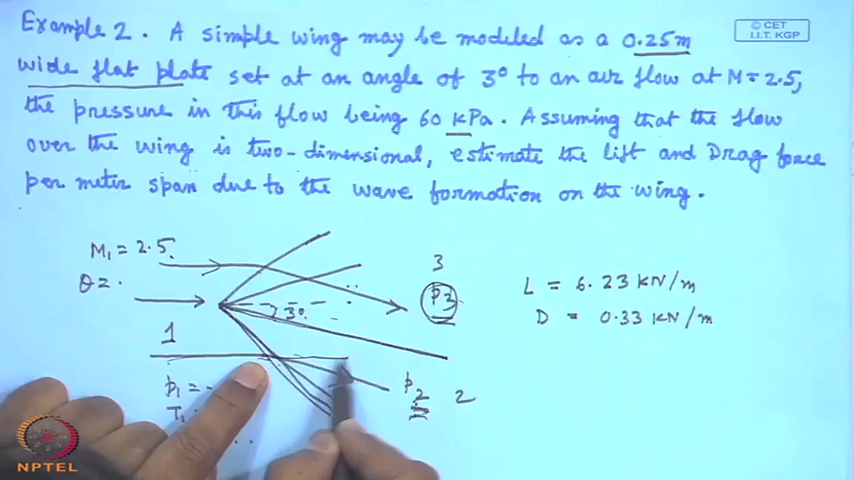 Example 2. A simple wing may be modeled as a 0.25m
© CET
I.I.T. KGP
wide flat plate set at an angle of 3° to an air flow at M = 2.5,
the pressure in this flow being 60 kPa. Assuming that the flow
over the wing is two-dimensional, estimate the lift and Drag force
per meter span due to the wave formation on the wing.
M₁ = 2.5.
θ =
3
p₃
3°
L = 6.23 KN/m
D = 0.33 KN/m
1
p₁ =
T₁
p₂ 2
NPTEL